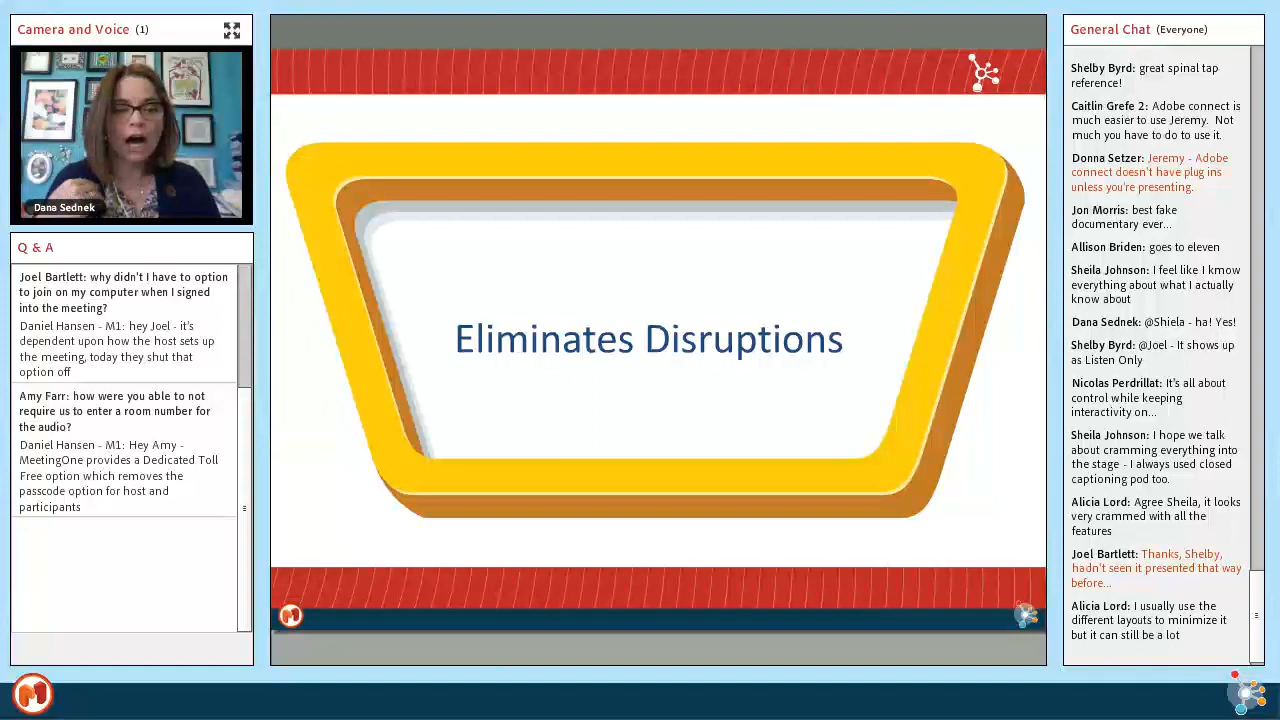 Camera and Voice (1)
Dana Sednek
Q & A
Joel Bartlett: why didn't I have to option
to join on my computer when I signed
into the meeting?
Daniel Hansen - M1: hey Joel - it's
dependent upon how the host sets up
the meeting, today they shut that
option off
Amy Farr: how were you able to not
require us to enter a room number for
the audio?
Daniel Hansen - M1: Hey Amy -
MeetingOne provides a Dedicated Toll
Free option which removes the
passcode option for host and
participants
Eliminates Disruptions
General Chat (Everyone)
Shelby Byrd: great spinal tap
reference!
Caitlin Grefe 2: Adobe connect is
much easier to use Jeremy. Not
much you have to do to use it.
Donna Setzer: Jeremy - Adobe
connect doesn't have plug ins
unless you're presenting.
Jon Morris: best fake
documentary ever...
Allison Briden: goes to eleven
Sheila Johnson: I feel like I kmow
everything about what I actually
know about
Dana Sednek: @Shiela - ha! Yes!
Shelby Byrd: @Joel - It shows up
as Listen Only
Nicolas Perdrillat: It's all about
control while keeping
interactivity on...
Sheila Johnson: I hope we talk
about cramming everything into
the stage - I always used closed
captioning pod too.
Alicia Lord: Agree Sheila, it looks
very crammed with all the
features
Joel Bartlett: Thanks, Shelby,
hadn't seen it presented that way
before...
Alicia Lord: I usually use the
different layouts to minimize it
but it can still be a lot